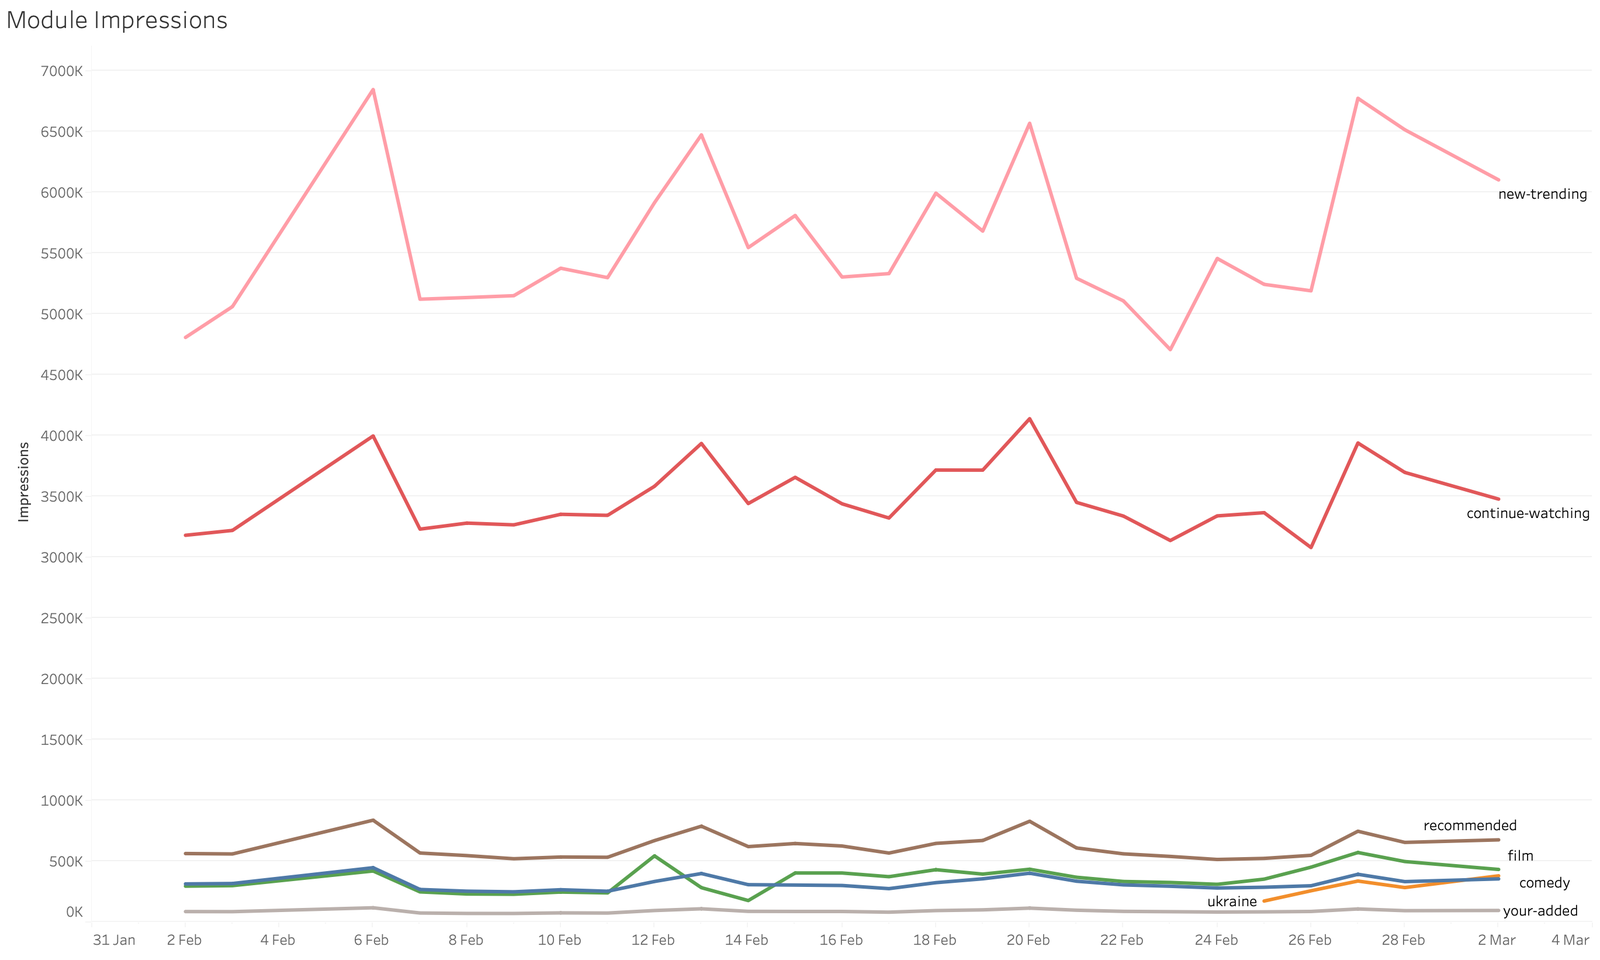 Module Impressions
7000K
6500K
6000K
5500K
5000K
4500K
4000K
3500K
3000K
2500K
2000K
1500K
1000K
500K
0K
Impressions
new-trending
continue-watching
recommended
film
comedy
ukraine
your-added
31 Jan 2 Feb 4 Feb 6 Feb 8 Feb 10 Feb 12 Feb 14 Feb 16 Feb 18 Feb 20 Feb 22 Feb 24 Feb 26 Feb 28 Feb 2 Mar 4 Mar